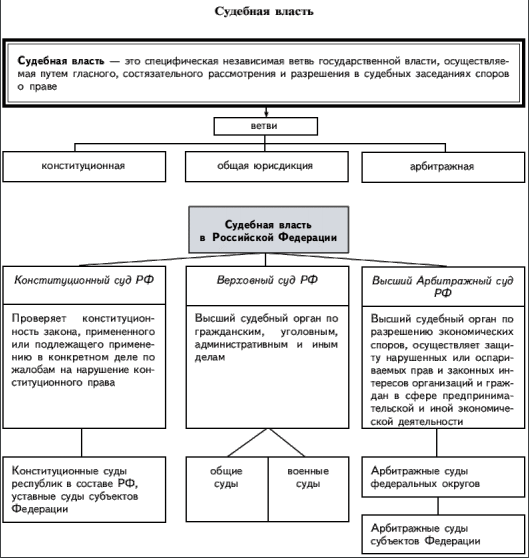 Судебная власть
Судебная власть — это специфическая независимая ветвь государственной власти, осуществляе-
мая путем гласного, состязательного рассмотрения и разрешения в судебных заседаниях споров
о праве
ветви
конституционная
общая юрисдикция
арбитражная
Судебная власть
в Российской Федерации
Конституционный суд РФ
Проверяет конституцион-
ность закона, примененного
или подлежащего примене-
нию в конкретном деле по
жалобам на нарушение кон-
ституционного права
Верховный суд РФ
Высший судебный орган по
гражданским, уголовным,
административным и иным
делам
Высший Арбитражный суд
РФ
Высший судебный орган по
разрешению экономических
споров, осуществляет защи-
ту нарушенных или оспари-
ваемых прав и законных ин-
тересов организаций и граж-
дан в сфере предпринима-
тельской и иной экономиче-
ской деятельности
Конституционные суды
республик в составе РФ,
уставные суды субъектов
Федерации
общие
суды
военные
суды
Арбитражные суды
федеральных округов
Арбитражные суды
субъектов Федерации